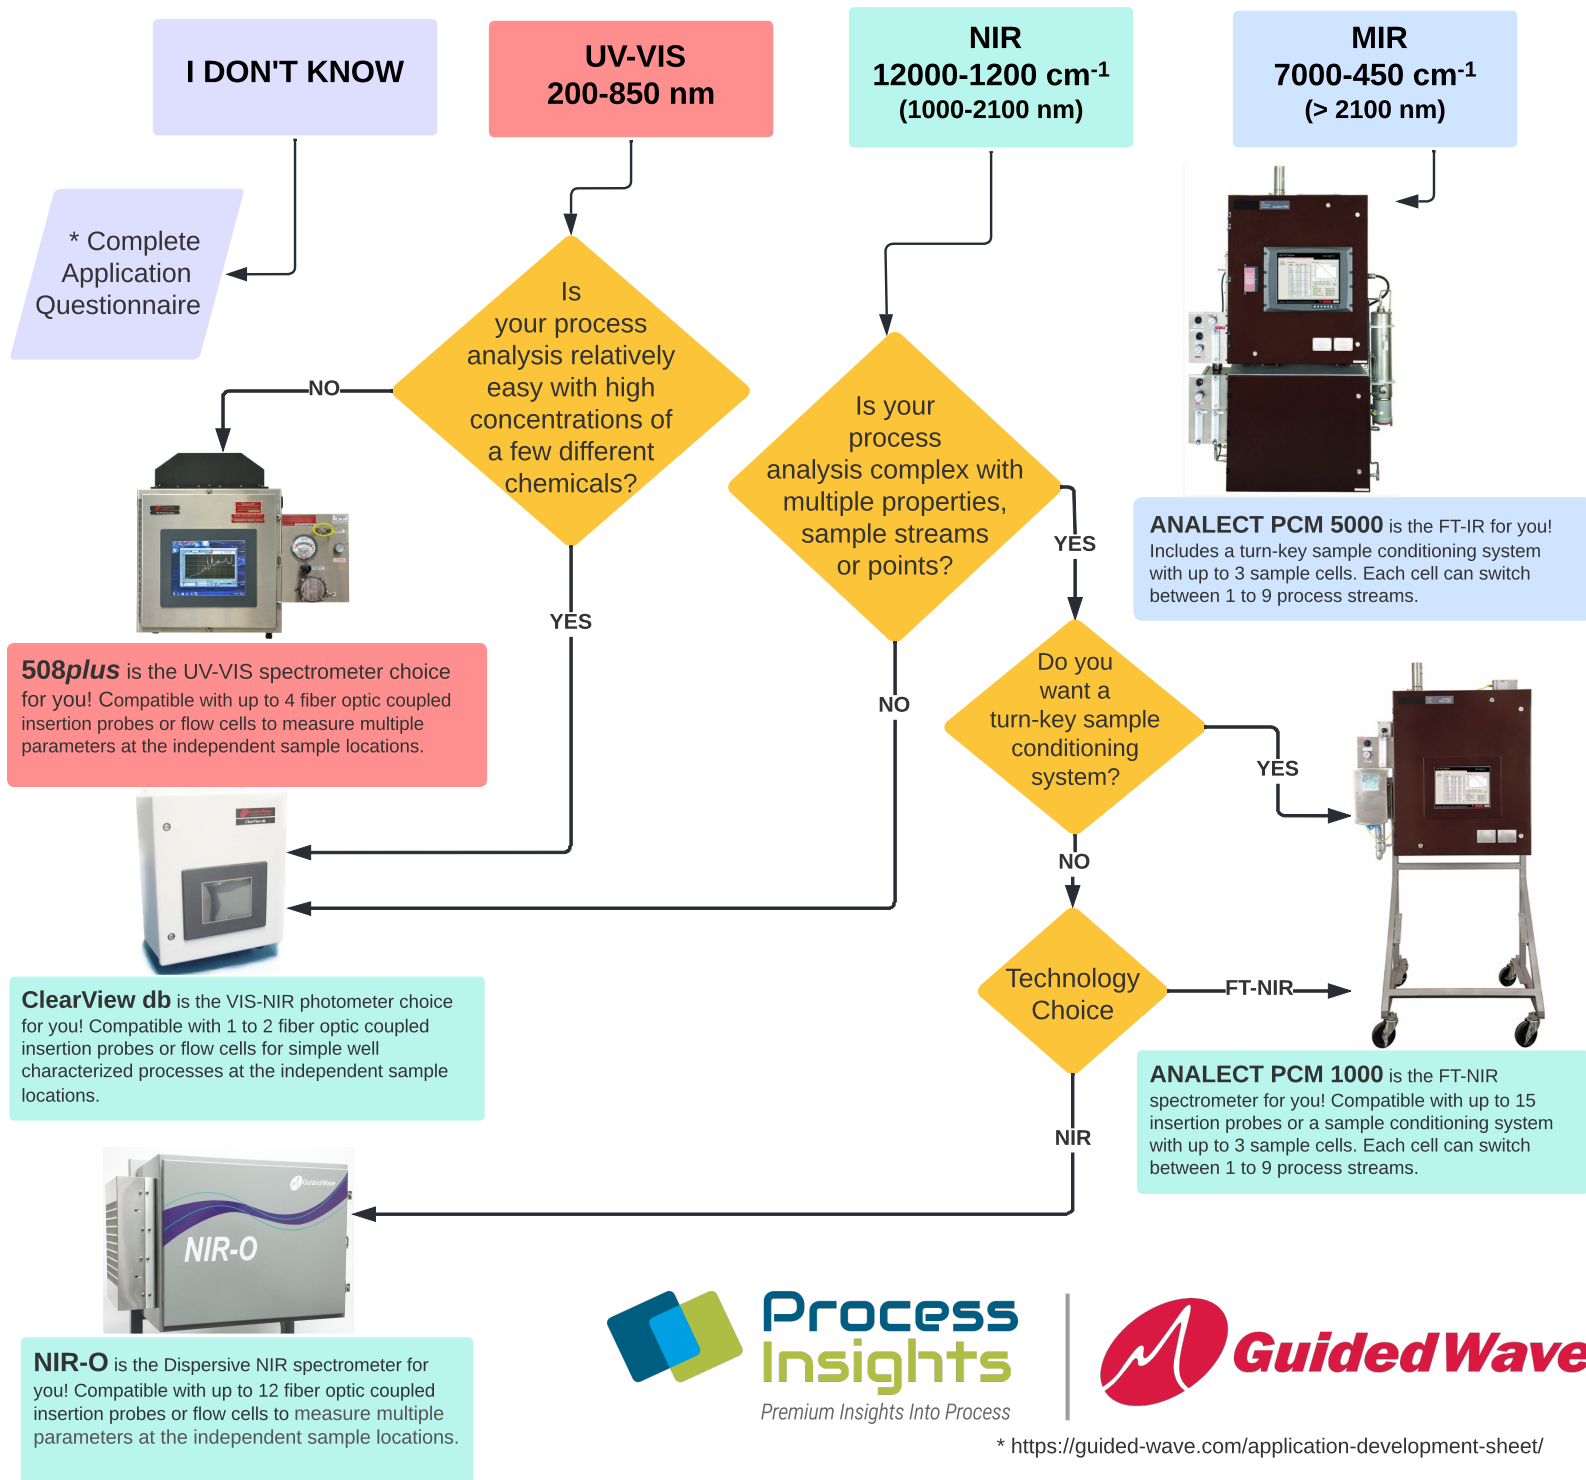 I DON'T KNOW
UV-VIS
200-850 nm
NIR
12000-1200 cm-1
(1000-2100 nm)
MIR
7000-450 cm-1
(> 2100 nm)
* Complete
Application
Questionnaire
Is
your process
analysis relatively
easy with high
concentrations of
a few different
chemicals?
NO
YES
Is your
process
analysis complex with
multiple properties,
sample streams
or points?
YES
NO
ANALECT PCM 5000 is the FT-IR for you!
Includes a turn-key sample conditioning system
with up to 3 sample cells. Each cell can switch
between 1 to 9 process streams.
508plus is the UV-VIS spectrometer choice
for you! Compatible with up to 4 fiber optic coupled
insertion probes or flow cells to measure multiple
parameters at the independent sample locations.
Do you
want a
turn-key sample
conditioning
system?
YES
NO
ClearView db
ClearView db is the VIS-NIR photometer choice
for you! Compatible with 1 to 2 fiber optic coupled
insertion probes or flow cells for simple well
characterized processes at the independent sample
locations.
Technology
Choice
FT-NIR
NIR
ANALECT PCM 1000 is the FT-NIR
spectrometer for you! Compatible with up to 15
insertion probes or a sample conditioning system
with up to 3 sample cells. Each cell can switch
between 1 to 9 process streams.
GuidedWave
NIR-O
NIR-O is the Dispersive NIR spectrometer for
you! Compatible with up to 12 fiber optic coupled
insertion probes or flow cells to measure multiple
parameters at the independent sample locations.
Process
Insights
Premium Insights Into Process
Guided Wave
* https://guided-wave.com/application-development-sheet/